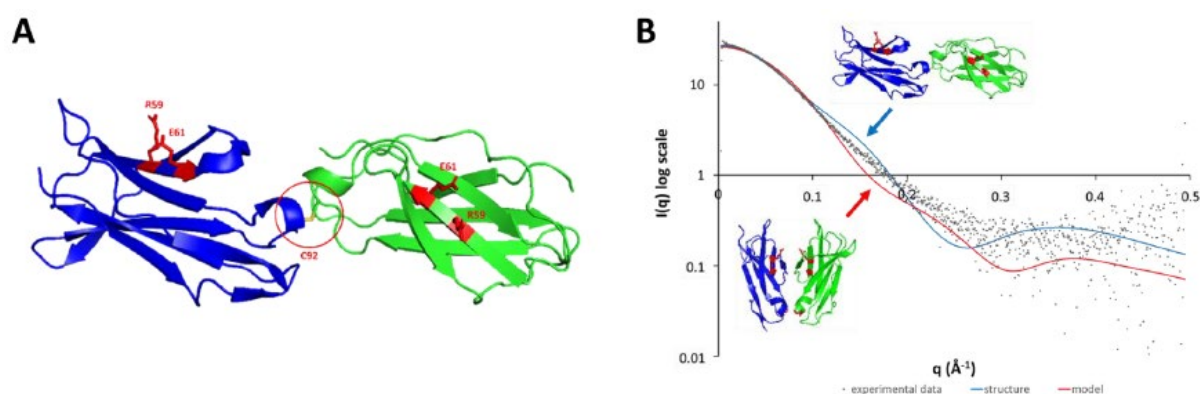 A
R59
E61
E61
R59
C92
B
I(q) log scale
10
1
0.1
0.01
0
0.1
0.2
0.3
0.4
0.5
q (Å⁻¹)
experimental data
structure
model